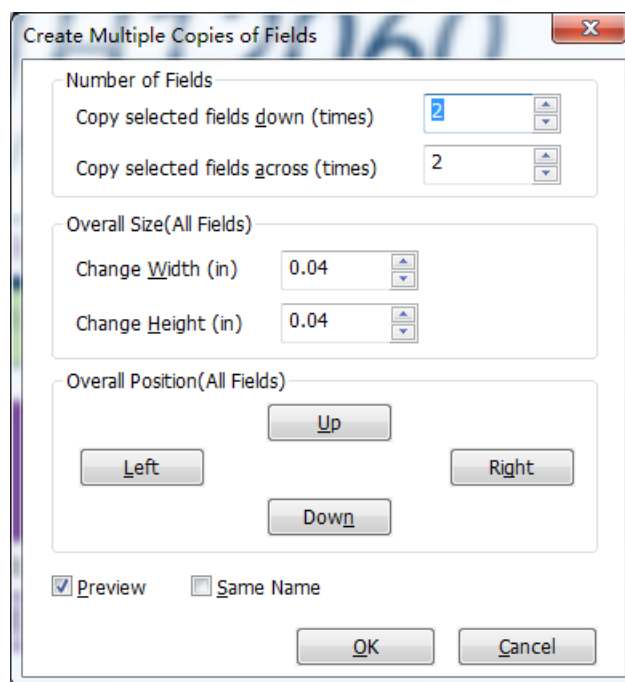 Create Multiple Copies of Fields
Number of Fields
Copy selected fields down (times) 2
Copy selected fields across (times) 2
Overall Size(All Fields)
Change Width (in) 0.04
Change Height (in) 0.04
Overall Position(All Fields)
Up
Left Right
Down
Preview Same Name
OK Cancel